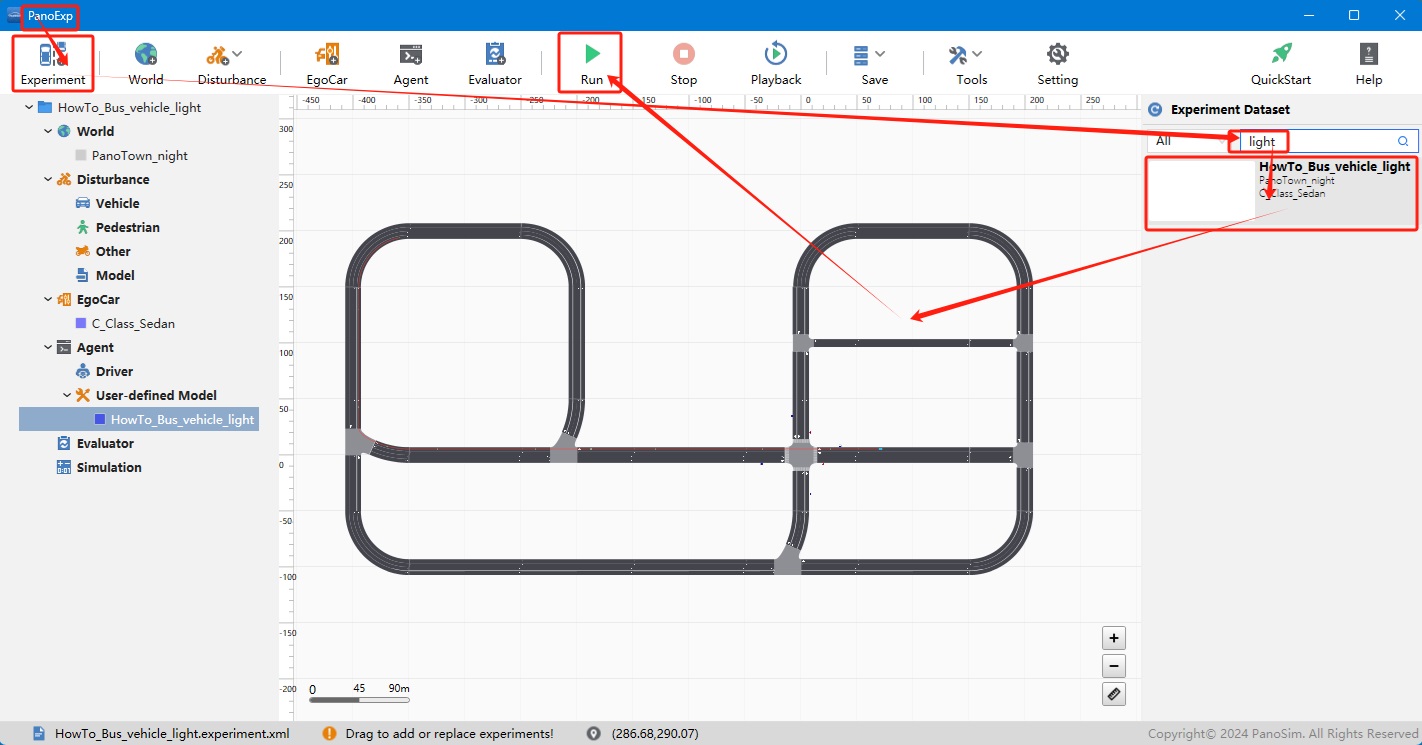 PanoExp
Experiment World Disturbance EgoCar Agent Evaluator Run Stop Playback Save Tools Setting QuickStart Help
HowTo_Bus_vehicle_light
World
PanoTown_night
Disturbance
Vehicle
Pedestrian
Other
Model
EgoCar
C_Class_Sedan
Agent
Driver
User-defined Model
HowTo_Bus_vehicle_light
Evaluator
Simulation
-450 -400 -350 -300 -250 -200 -150 -100 -50 0 50 100 150 200 250
300
250
200
150
100
50
0
-50
-100
-150
-200
0 45 90m
+
−
Experiment Dataset
All light
HowTo_Bus_vehicle_light
PanoTown_night
C_Class_Sedan
HowTo_Bus_vehicle_light.experiment.xml Drag to add or replace experiments! (286.68,290.07) Copyright© 2024 PanoSim. All Rights Reserved